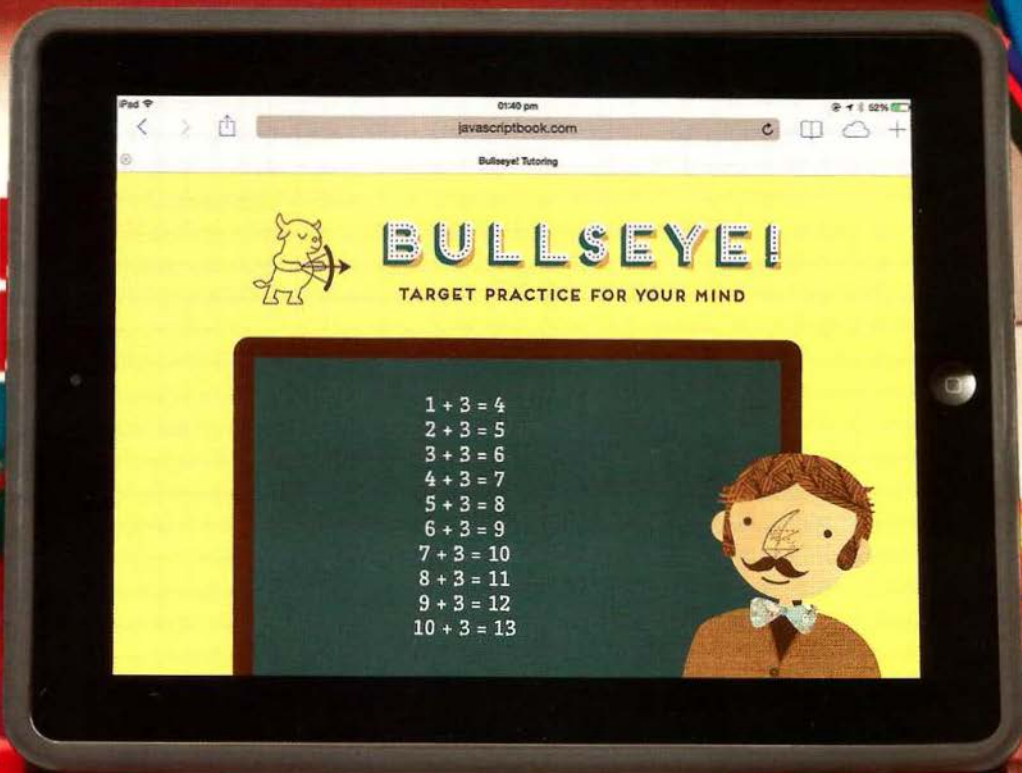 iPad
01:40 pm
52%
javascriptbook.com
Bullseye! Tutoring
BULLSEYE!
TARGET PRACTICE FOR YOUR MIND
1 + 3 = 4
2 + 3 = 5
3 + 3 = 6
4 + 3 = 7
5 + 3 = 8
6 + 3 = 9
7 + 3 = 10
8 + 3 = 11
9 + 3 = 12
10 + 3 = 13